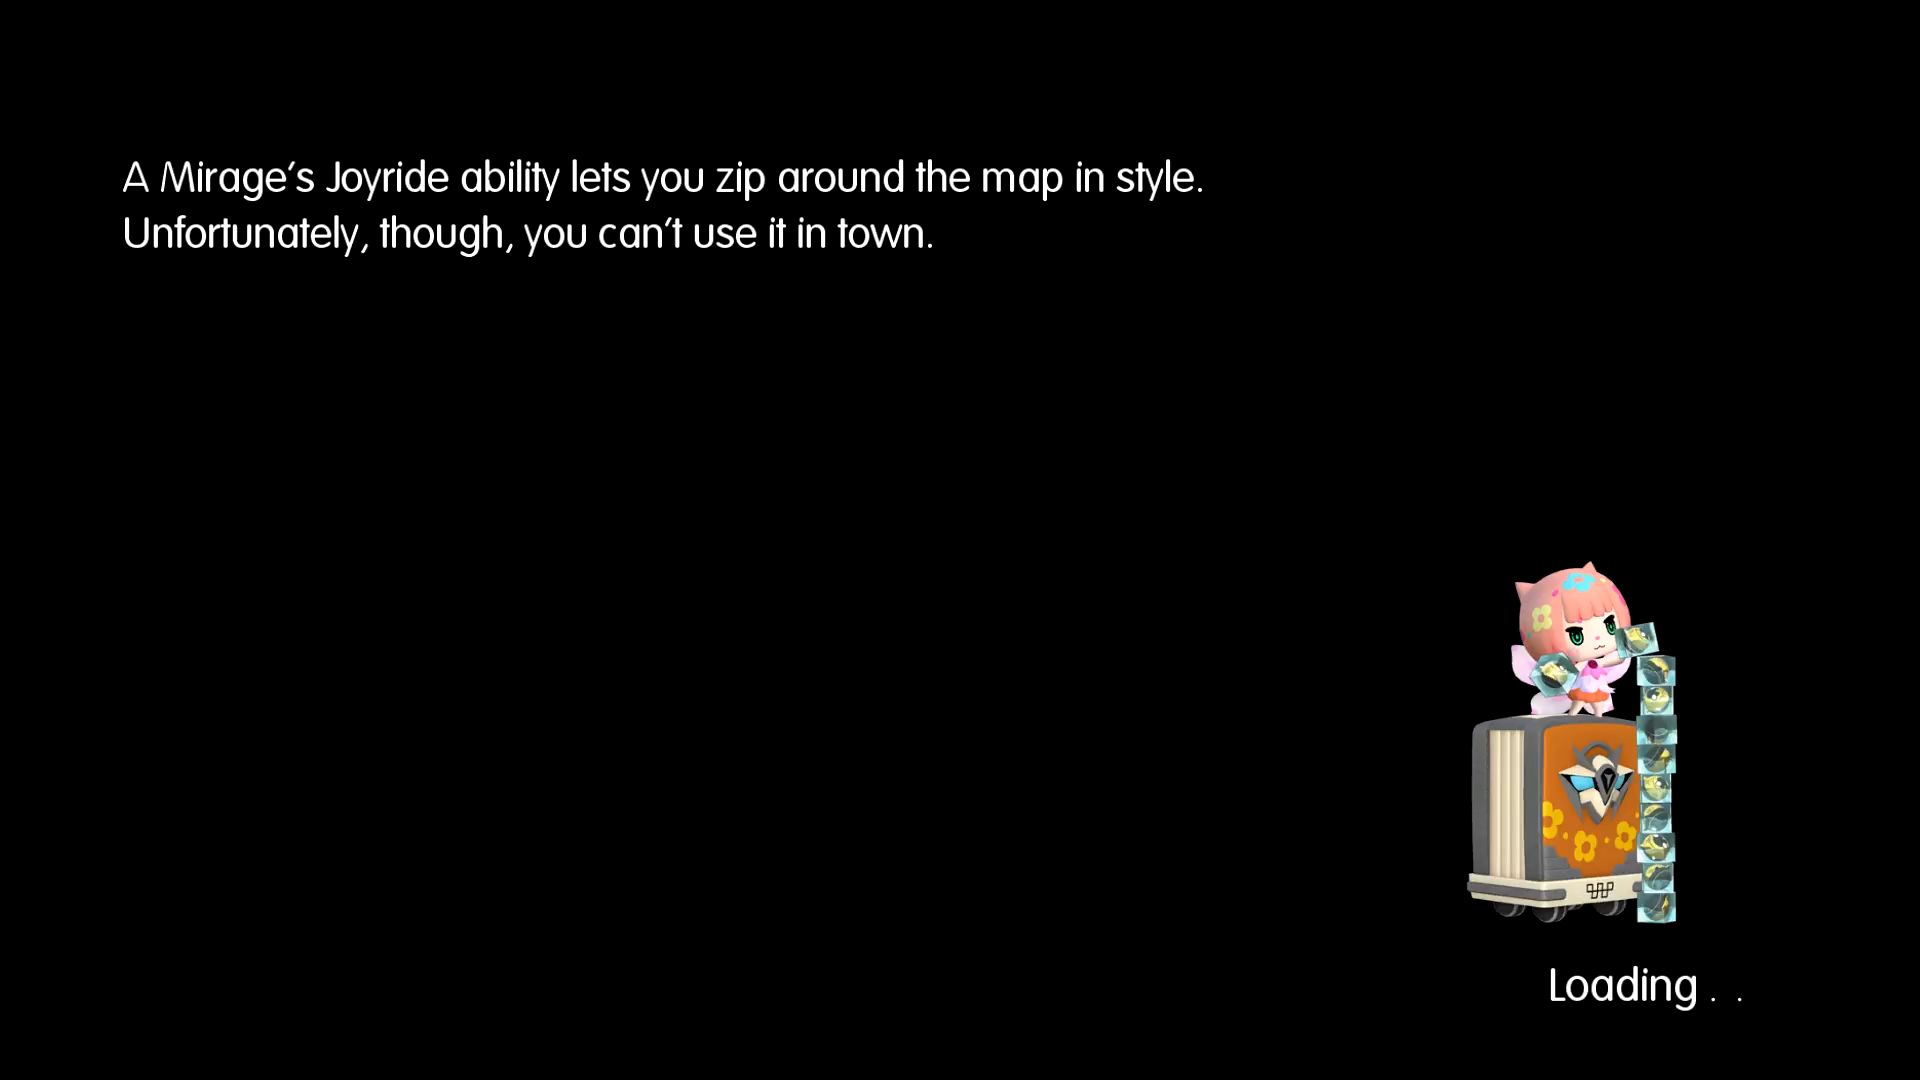 A Mirage's Joyride ability lets you zip around the map in style.
Unfortunately, though, you can't use it in town.
Loading . .